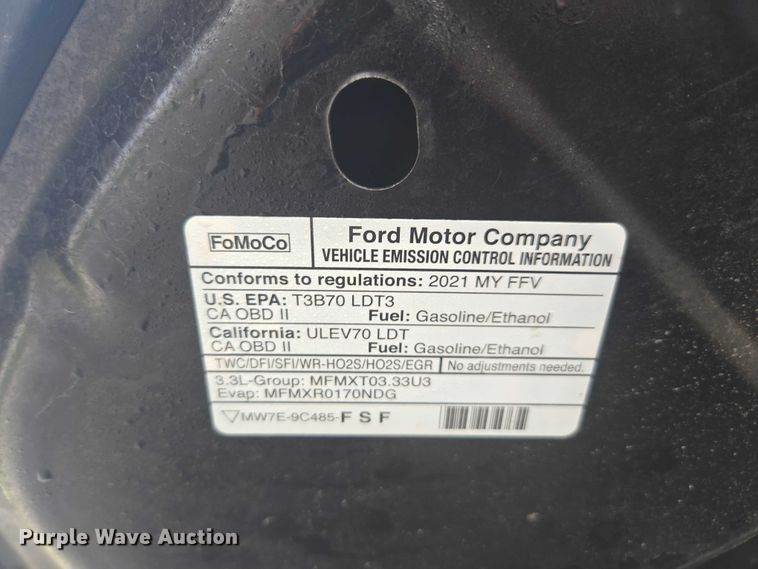 FoMoCo
Ford Motor Company
VEHICLE EMISSION CONTROL INFORMATION
Conforms to regulations: 2021 MY FFV
U.S. EPA: T3B70 LDT3
CA OBD II Fuel: Gasoline/Ethanol
California: ULEV70 LDT
CA OBD II Fuel: Gasoline/Ethanol
TWC/DFI/SFI/WR-HO2S/HO2S/EGR No adjustments needed.
3.3L-Group: MFMXT03.33U3
Evap: MFMXR0170NDG
MW7E-9C485-F S F
Purple Wave Auction